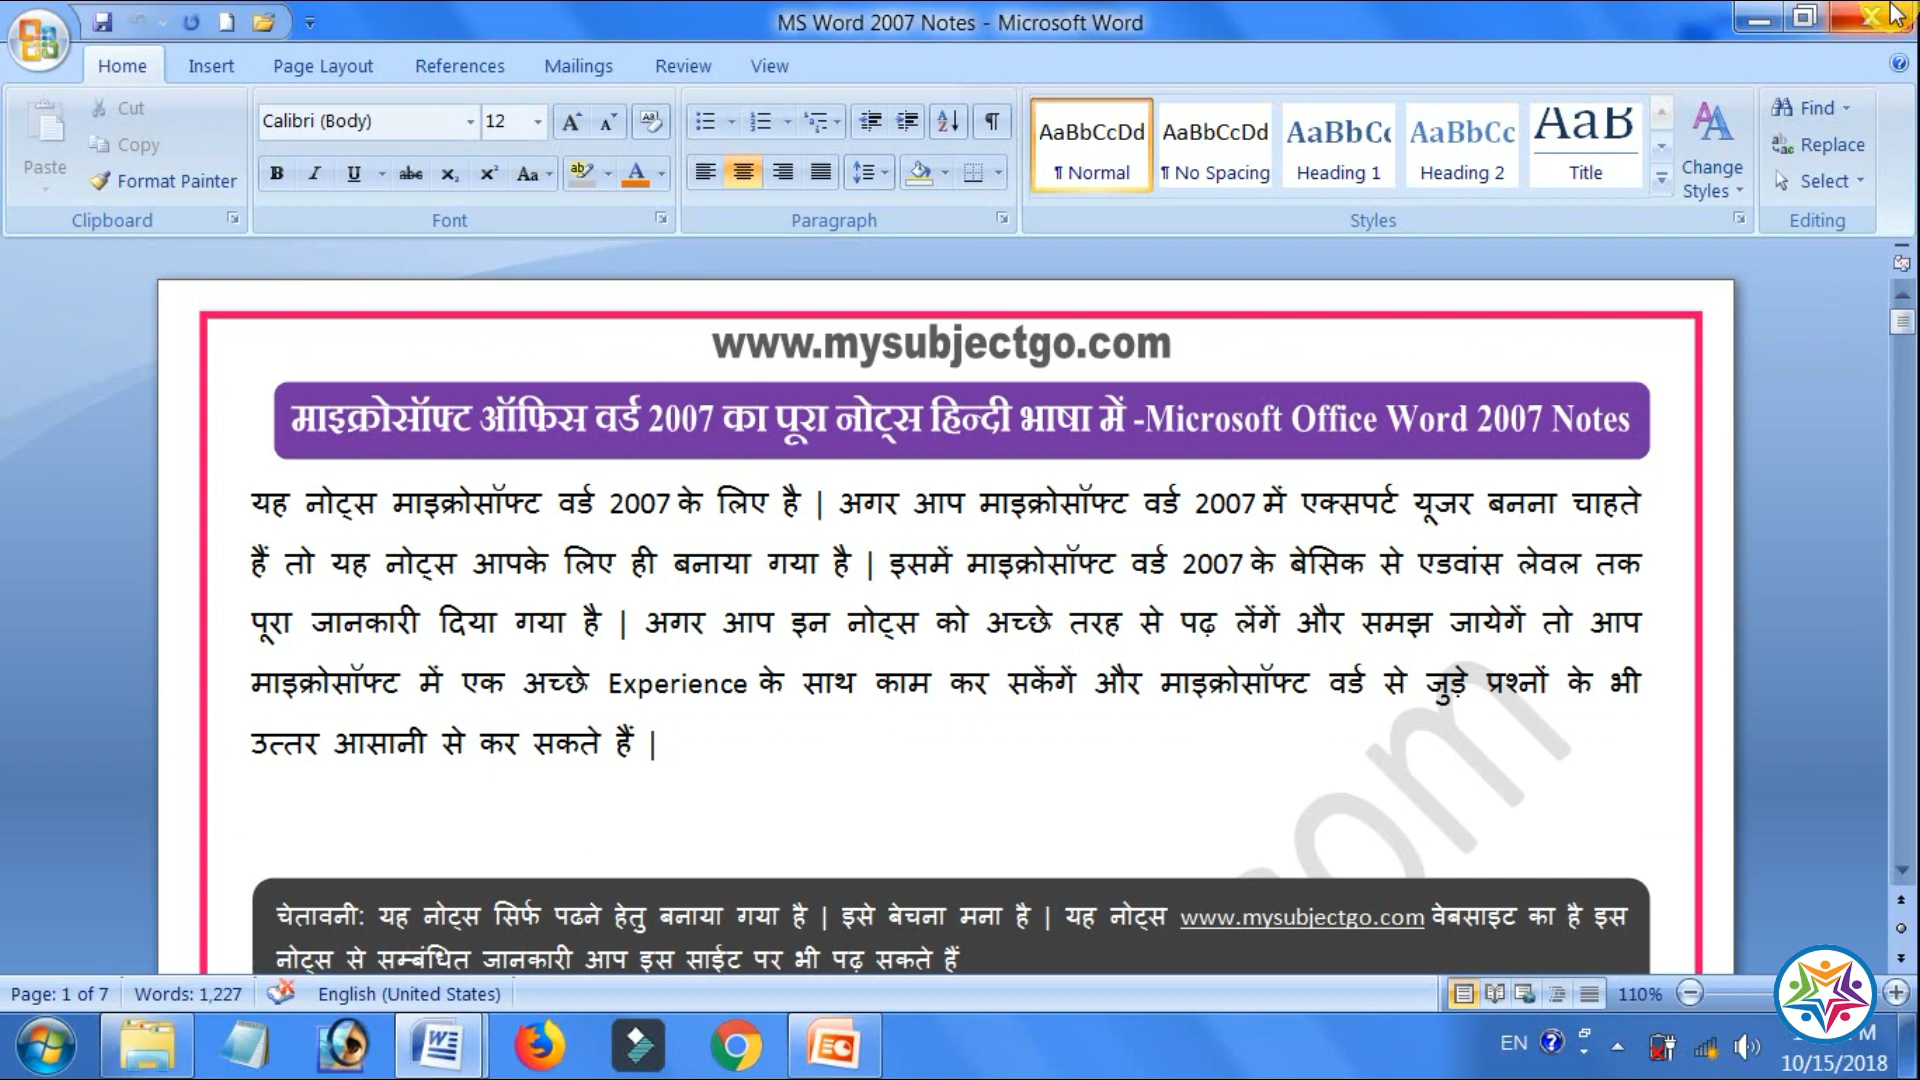 MS Word 2007 Notes - Microsoft Word
Home Insert Page Layout References Mailings Review View
Paste
Cut
Copy
Format Painter
Clipboard
Calibri (Body) 12
Font
Paragraph
AaBbCcDd AaBbCcDd AaBbCc AaBbCc AaB
¶ Normal ¶ No Spacing Heading 1 Heading 2 Title
Change Styles
Styles
Find
Replace
Select
Editing
www.mysubjectgo.com
माइक्रोसॉफ्ट ऑफिस वर्ड 2007 का पूरा नोट्स हिन्दी भाषा में -Microsoft Office Word 2007 Notes
यह नोट्स माइक्रोसॉफ्ट वर्ड 2007 के लिए है | अगर आप माइक्रोसॉफ्ट वर्ड 2007 में एक्सपर्ट यूजर बनना चाहते
हैं तो यह नोट्स आपके लिए ही बनाया गया है | इसमें माइक्रोसॉफ्ट वर्ड 2007 के बेसिक से एडवांस लेवल तक
पूरा जानकारी दिया गया है | अगर आप इन नोट्स को अच्छे तरह से पढ़ लेंगें और समझ जायेगें तो आप
माइक्रोसॉफ्ट में एक अच्छे Experience के साथ काम कर सकेंगें और माइक्रोसॉफ्ट वर्ड से जुड़े प्रश्नों के भी
उत्तर आसानी से कर सकते हैं |
om
चेतावनी: यह नोट्स सिर्फ पढने हेतु बनाया गया है | इसे बेचना मना है | यह नोट्स www.mysubjectgo.com वेबसाइट का है इस
नोट्स से सम्बंधित जानकारी आप इस साईट पर भी पढ़ सकते हैं
Page: 1 of 7 Words: 1,227 English (United States) 110%
EN
10/15/2018